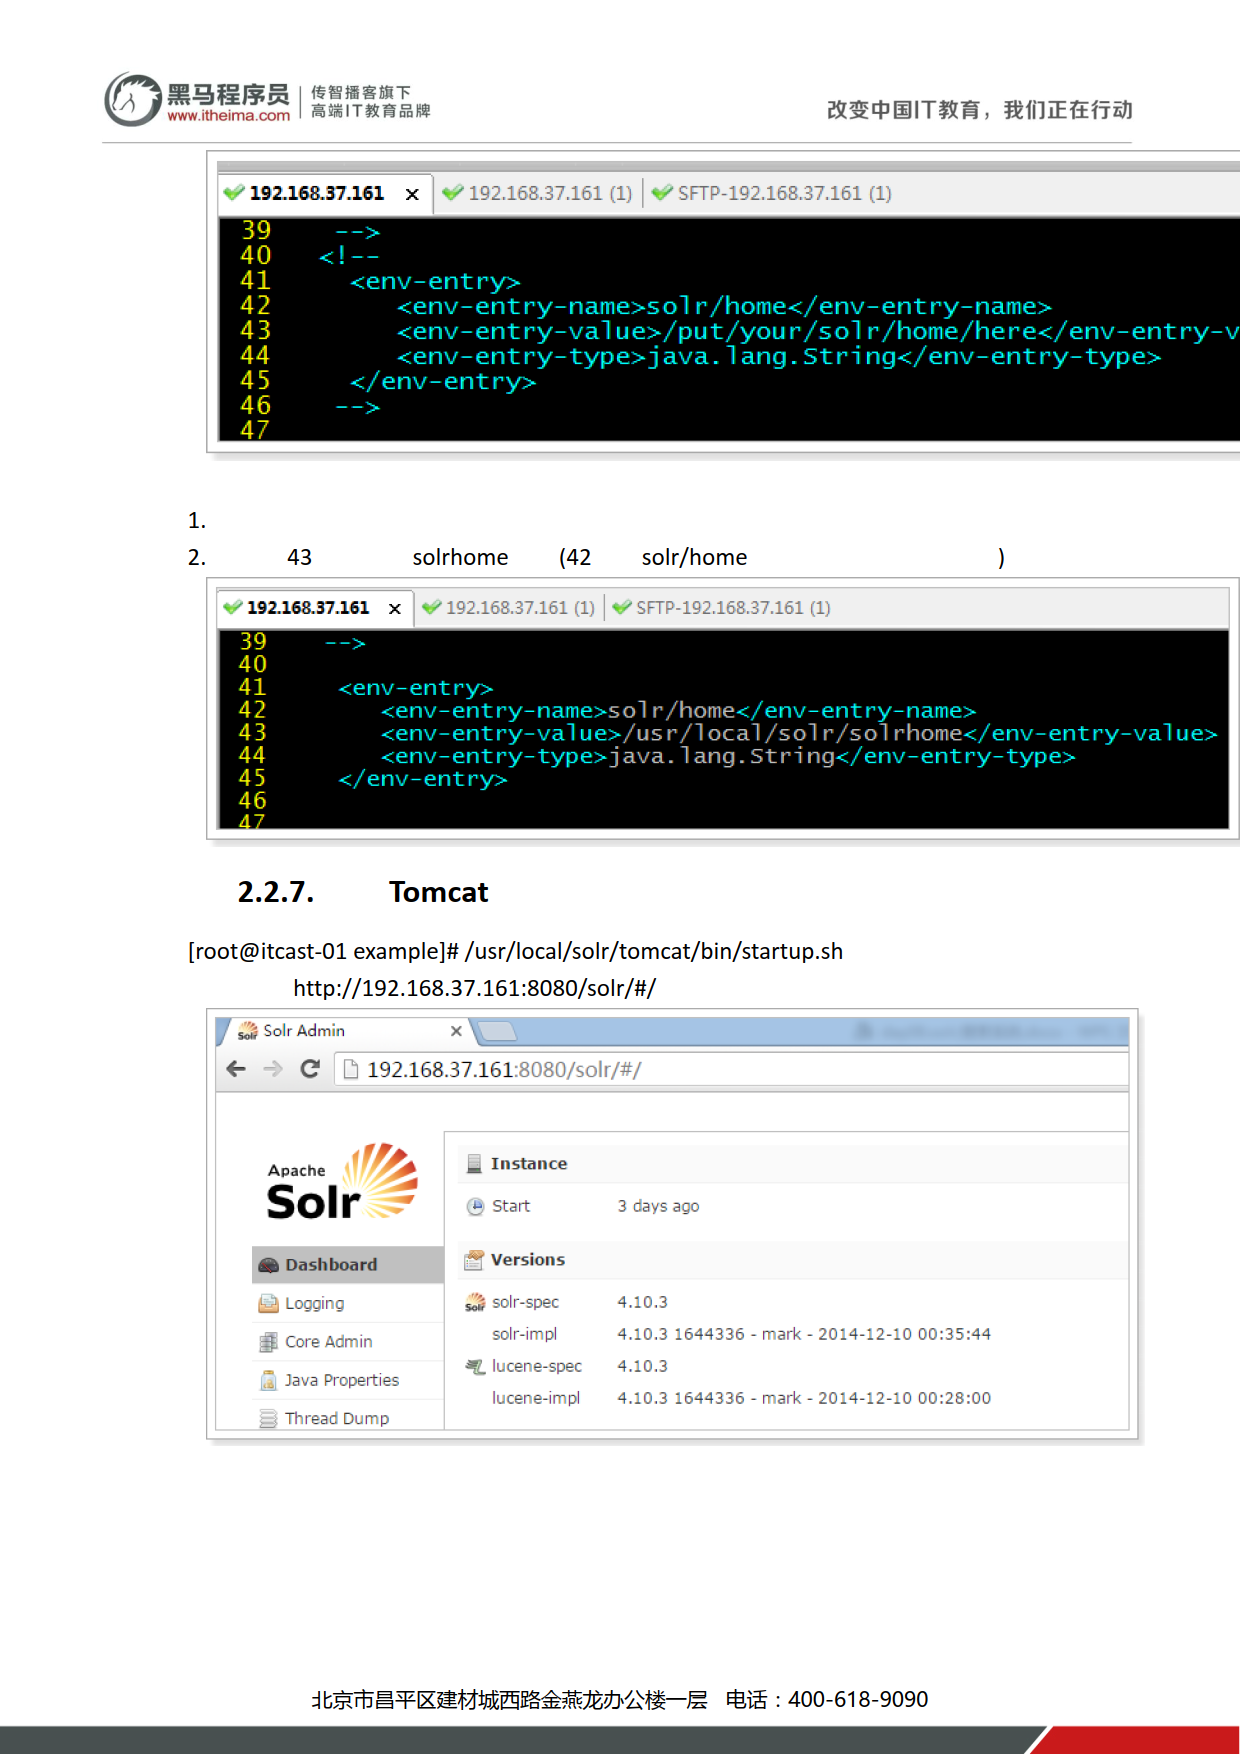 黑马程序员
www.itheima.com
传智播客旗下
高端IT教育品牌
改变中国IT教育，我们正在行动
192.168.37.161 x 192.168.37.161 (1) SFTP-192.168.37.161 (1)
39 -->
40 <!--
41 <env-entry>
42 <env-entry-name>solr/home</env-entry-name>
43 <env-entry-value>/put/your/solr/home/here</env-entry-v
44 <env-entry-type>java.lang.String</env-entry-type>
45 </env-entry>
46 -->
47
1.
2. 43 solrhome (42 solr/home )
192.168.37.161 x 192.168.37.161 (1) SFTP-192.168.37.161 (1)
39 -->
40
41 <env-entry>
42 <env-entry-name>solr/home</env-entry-name>
43 <env-entry-value>/usr/local/solr/solrhome</env-entry-value>
44 <env-entry-type>java.lang.String</env-entry-type>
45 </env-entry>
46
47
2.2.7. Tomcat
[root@itcast-01 example]# /usr/local/solr/tomcat/bin/startup.sh
http://192.168.37.161:8080/solr/#/
Solr Admin
192.168.37.161:8080/solr/#/
Apache
Solr
Dashboard
Logging
Core Admin
Java Properties
Thread Dump
Instance
Start 3 days ago
Versions
solr-spec 4.10.3
solr-impl 4.10.3 1644336 - mark - 2014-12-10 00:35:44
lucene-spec 4.10.3
lucene-impl 4.10.3 1644336 - mark - 2014-12-10 00:28:00
北京市昌平区建材城西路金燕龙办公楼一层 电话：400-618-9090